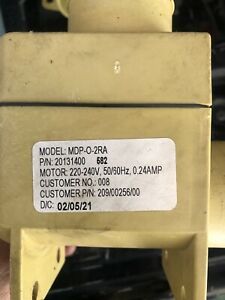 MODEL: MDP-O-2RA
P/N: 20131400 682
MOTOR: 220-240V, 50/60Hz, 0.24AMP
CUSTOMER NO.: 008
CUSTOMER P/N: 209/00256/00
D/C: 02/05/21